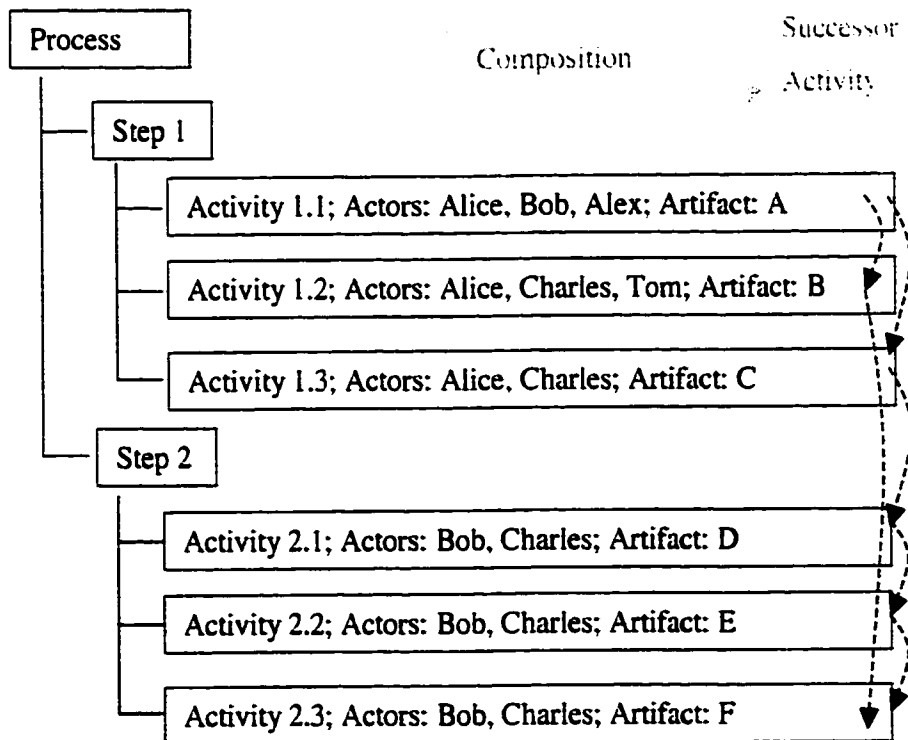 Process
Composition
Successor
Activity
Step 1
Activity 1.1; Actors: Alice, Bob, Alex; Artifact: A
Activity 1.2; Actors: Alice, Charles, Tom; Artifact: B
Activity 1.3; Actors: Alice, Charles; Artifact: C
Step 2
Activity 2.1; Actors: Bob, Charles; Artifact: D
Activity 2.2; Actors: Bob, Charles; Artifact: E
Activity 2.3; Actors: Bob, Charles; Artifact: F